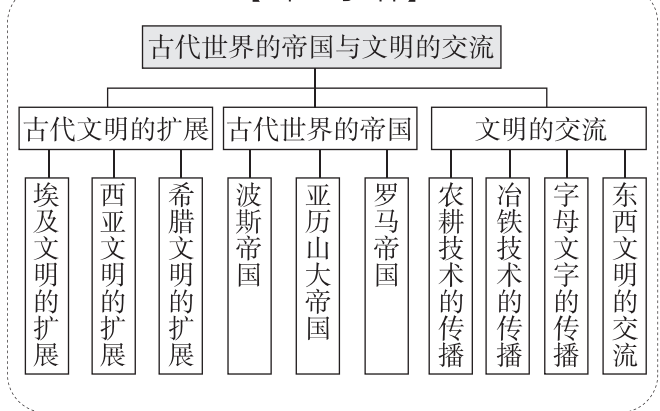 古代世界的帝国与文明的交流
古代文明的扩展
古代世界的帝国
文明的交流
埃及文明的扩展
西亚文明的扩展
希腊文明的扩展
波斯帝国
亚历山大帝国
罗马帝国
农耕技术的传播
冶铁技术的传播
字母文字的传播
东西文明的交流